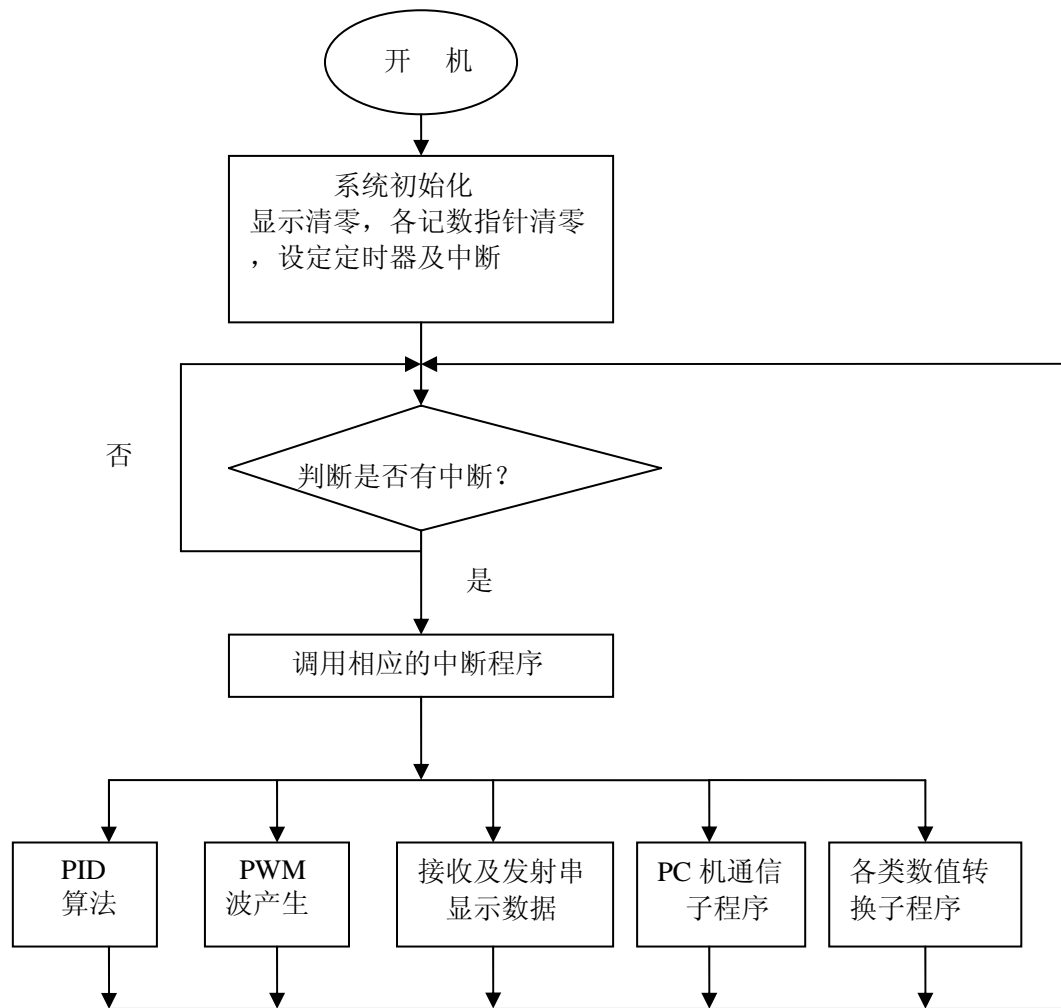 开 机
系统初始化
显示清零，各记数指针清零
，设定定时器及中断
否
判断是否有中断？
是
调用相应的中断程序
PID
算法
PWM
波产生
接收及发射串
显示数据
PC 机通信
子程序
各类数值转
换子程序